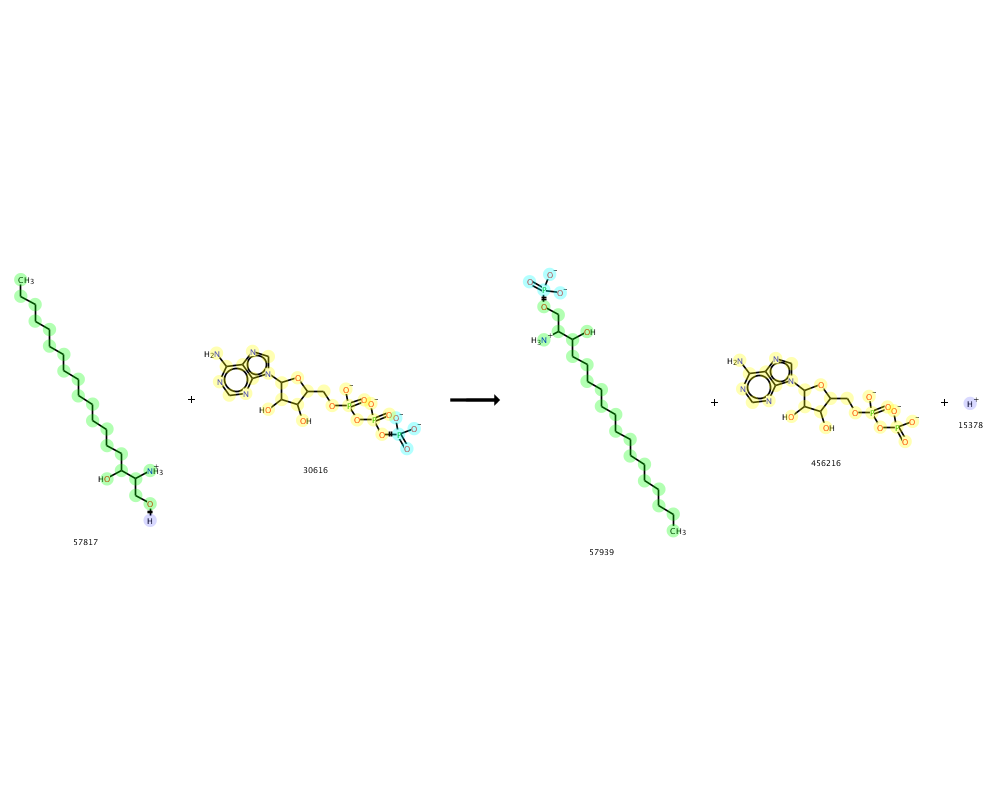 CH3
HO
NH3+
O
H
57817
+
H2N
N
N
N
N
O
HO
OH
O
P
O-
O
O
P
O-
O
O
P
O-
O-
O
30616
O
O-
O-
P
O
H3N+
OH
CH3
57939
+
H2N
N
N
N
N
O
HO
OH
O
P
O-
O
O
P
O-
O-
O
456216
+
H+
15378